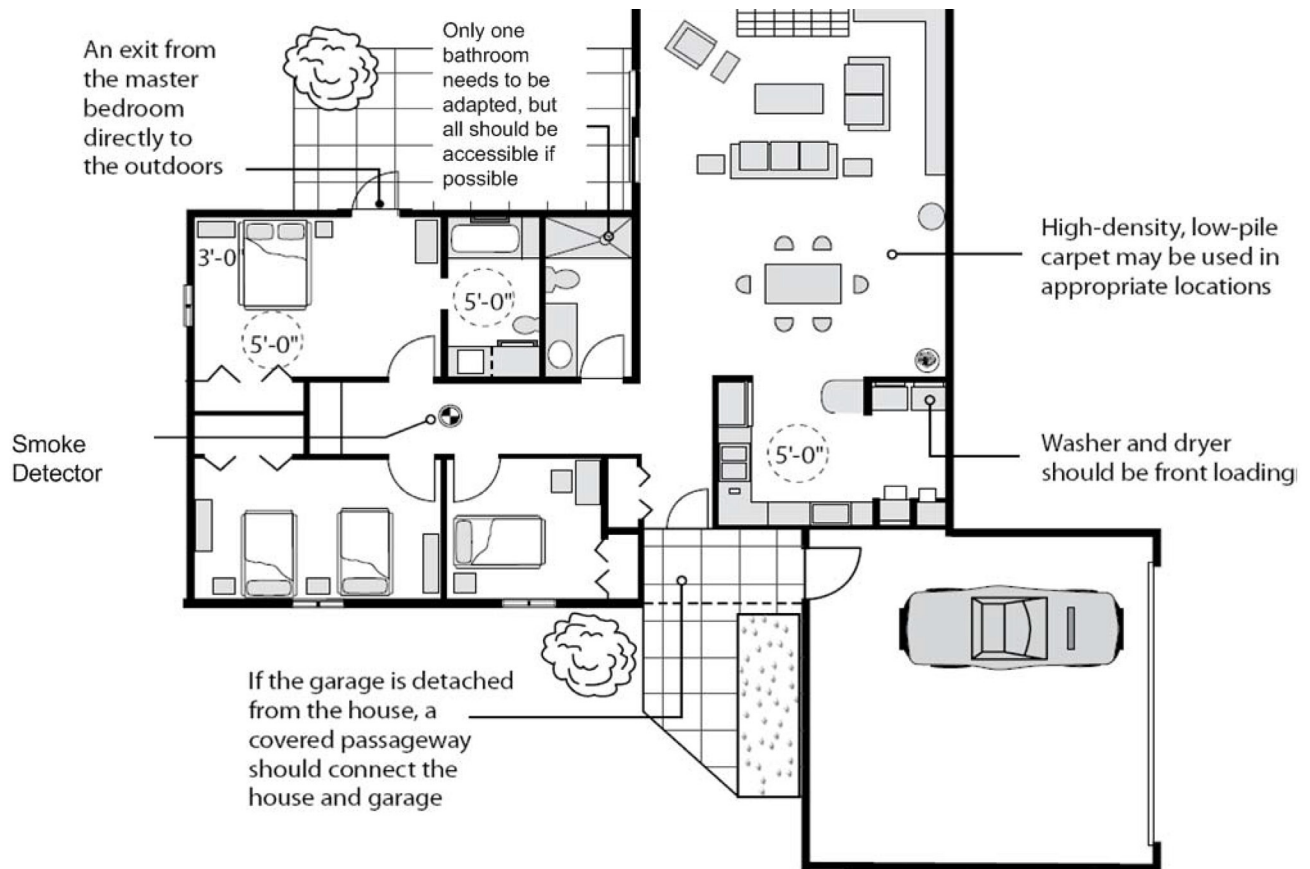 An exit from
the master
bedroom
directly to
the outdoors
Only one
bathroom
needs to be
adapted, but
all should be
accessible if
possible
3'-0"
5'-0"
5'-0"
High-density, low-pile
carpet may be used in
appropriate locations
Smoke
Detector
5'-0"
Washer and dryer
should be front loading
If the garage is detached
from the house, a
covered passageway
should connect the
house and garage